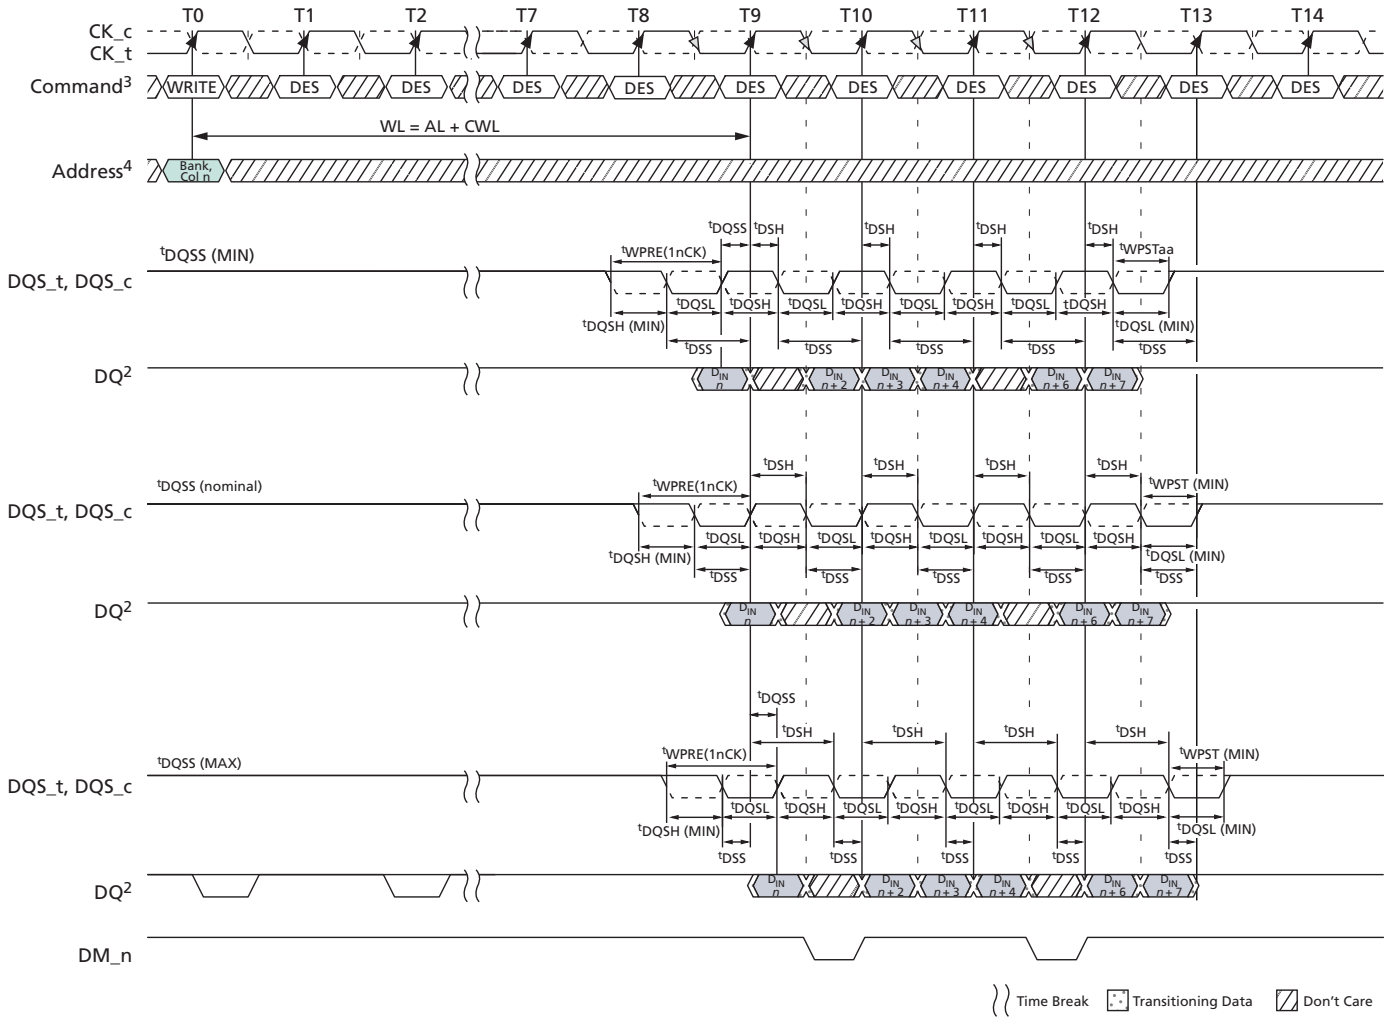 T0 T1 T2 T7 T8 T9 T10 T11 T12 T13 T14
CK_c
CK_t
Command3 WRITE DES DES DES DES DES DES DES DES DES DES
WL = AL + CWL
Address4 Bank, Col n
tDQSS tDSH tDSH tDSH tDSH
tDQSS (MIN) tWPRE(1nCK) tWPSTaa
DQS_t, DQS_c
tDQSL tDQSH tDQSL tDQSH tDQSL tDQSH tDQSL tDQSH
tDQSH (MIN) tDQSL (MIN)
tDSS tDSS tDSS tDSS tDSS
DQ2 DIN n DIN n + 2 DIN n + 3 DIN n + 4 DIN n + 6 DIN n + 7
tDSH tDSH tDSH tDSH
tDQSS (nominal) tWPRE(1nCK) tWPST (MIN)
DQS_t, DQS_c
tDQSL tDQSH tDQSL tDQSH tDQSL tDQSH tDQSL tDQSH
tDQSH (MIN) tDQSL (MIN)
tDSS tDSS tDSS tDSS tDSS
DQ2 DIN n DIN n + 2 DIN n + 3 DIN n + 4 DIN n + 6 DIN n + 7
tDQSS
tDSH tDSH tDSH tDSH
tDQSS (MAX) tWPRE(1nCK) tWPST (MIN)
DQS_t, DQS_c
tDQSL tDQSH tDQSL tDQSH tDQSL tDQSH tDQSL tDQSH
tDQSH (MIN) tDQSL (MIN)
tDSS tDSS tDSS tDSS tDSS
DQ2 DIN n DIN n + 2 DIN n + 3 DIN n + 4 DIN n + 6 DIN n + 7
DM_n
Time Break Transitioning Data Don't Care